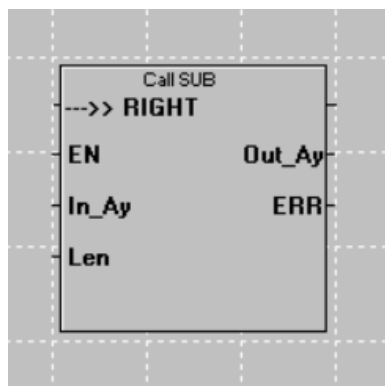 Call SUB
--->> RIGHT
EN Out_Ay
In_Ay ERR
Len